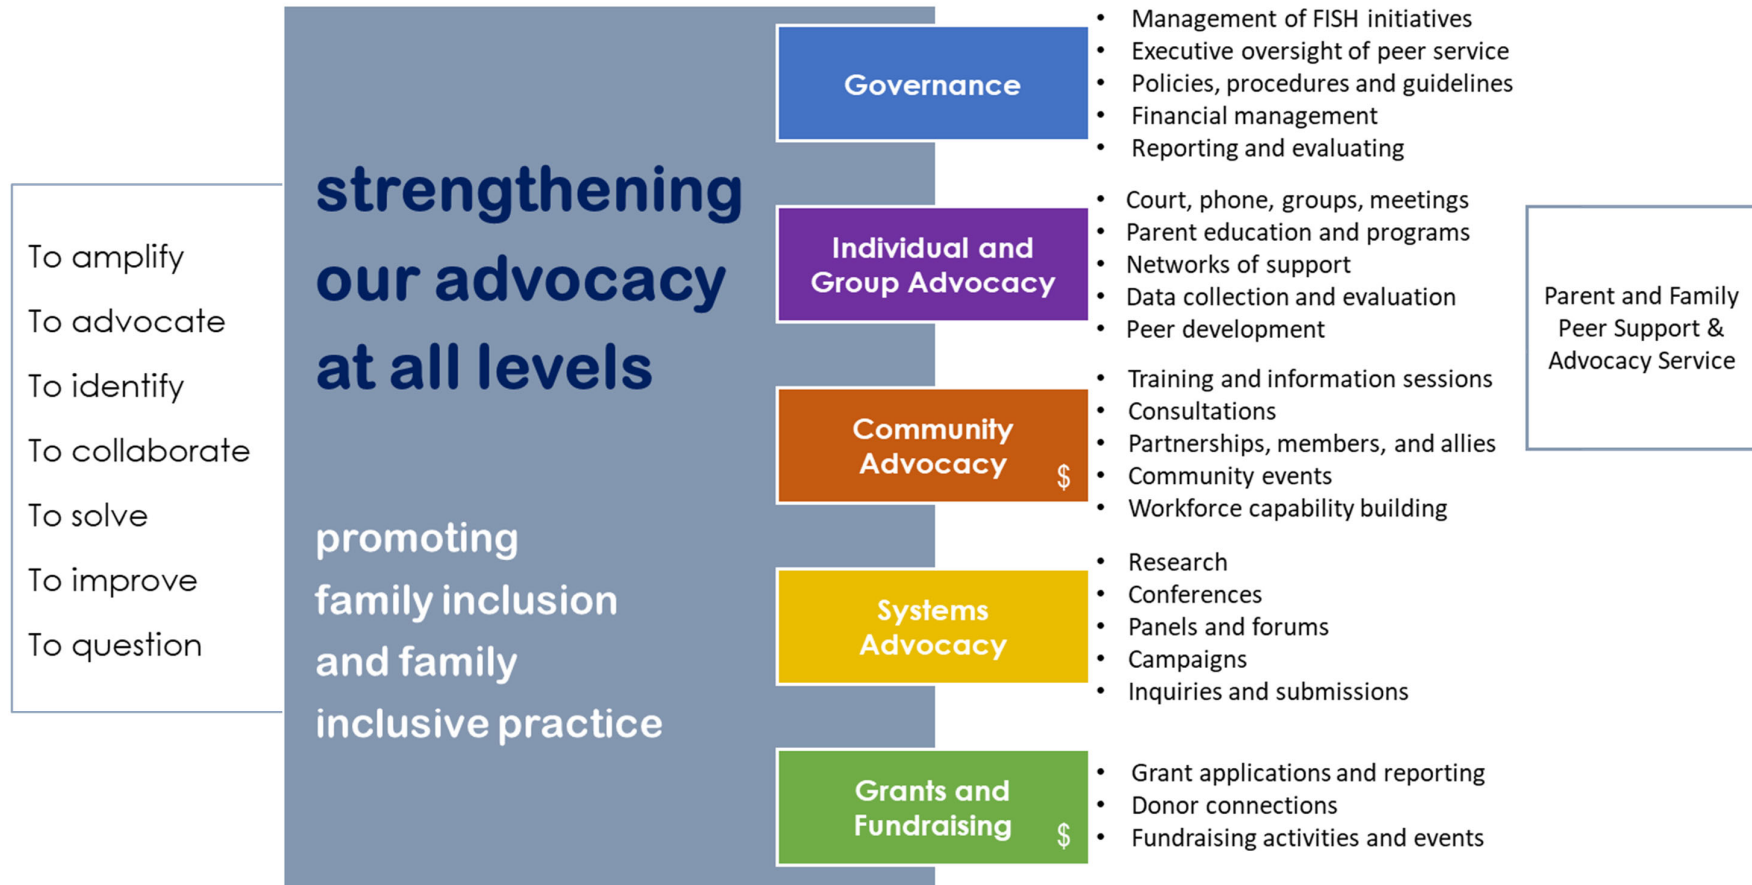 To amplify
To advocate
To identify
To collaborate
To solve
To improve
To question
strengthening
our advocacy
at all levels
promoting
family inclusion
and family
inclusive practice
Governance
• Management of FISH initiatives
• Executive oversight of peer service
• Policies, procedures and guidelines
• Financial management
• Reporting and evaluating
Individual and
Group Advocacy
• Court, phone, groups, meetings
• Parent education and programs
• Networks of support
• Data collection and evaluation
• Peer development
Community
Advocacy
$
• Training and information sessions
• Consultations
• Partnerships, members, and allies
• Community events
• Workforce capability building
Systems
Advocacy
• Research
• Conferences
• Panels and forums
• Campaigns
• Inquiries and submissions
Grants and
Fundraising
$
• Grant applications and reporting
• Donor connections
• Fundraising activities and events
Parent and Family
Peer Support &
Advocacy Service